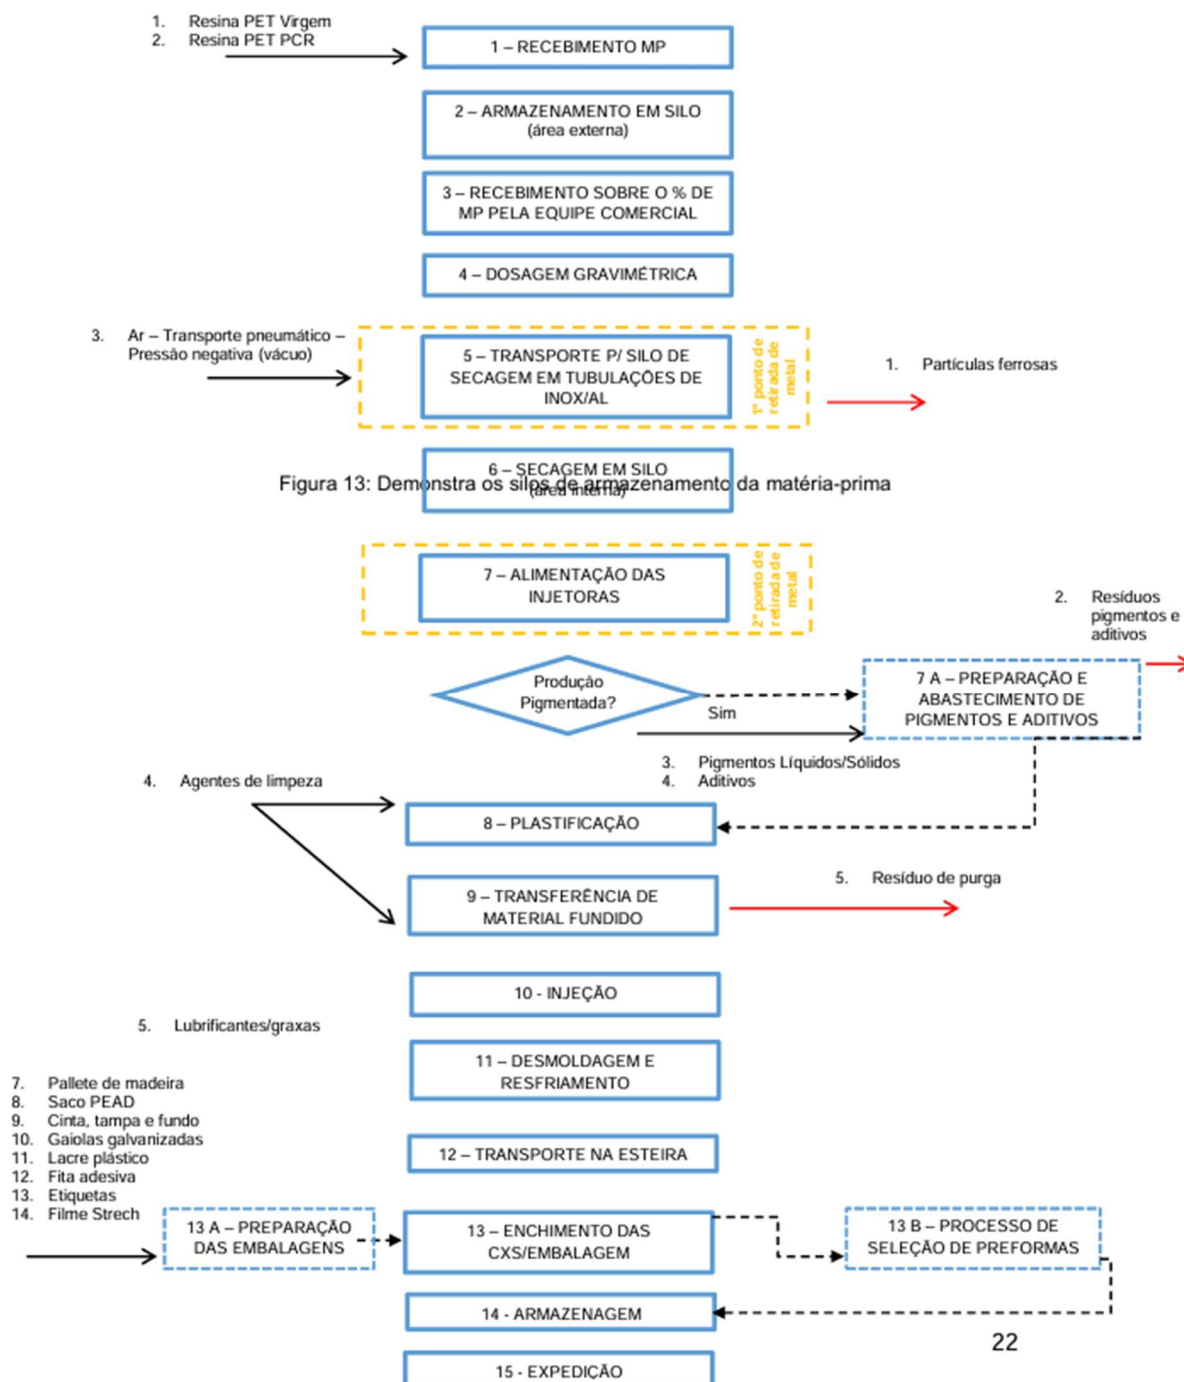 1. Resina PET Virgem
2. Resina PET PCR
1 – RECEBIMENTO MP
2 – ARMAZENAMENTO EM SILO
(área externa)
3 – RECEBIMENTO SOBRE O % DE
MP PELA EQUIPE COMERCIAL
4 – DOSAGEM GRAVIMÉTRICA
3. Ar – Transporte pneumático –
Pressão negativa (vácuo)
5 – TRANSPORTE P/ SILO DE
SECAGEM EM TUBULAÇÕES DE
INOX/AL
1º ponto de
retirada de
metal
1. Partículas ferrosas
6 – SECAGEM EM SILO
(área interna)
Figura 13: Demonstra os silos de armazenamento da matéria-prima
7 – ALIMENTAÇÃO DAS
INJETORAS
2º ponto de
retirada de
metal
2. Resíduos
pigmentos e
aditivos
Produção
Pigmentada?
Sim
7 A – PREPARAÇÃO E
ABASTECIMENTO DE
PIGMENTOS E ADITIVOS
3. Pigmentos Líquidos/Sólidos
4. Aditivos
4. Agentes de limpeza
8 – PLASTIFICAÇÃO
9 – TRANSFERÊNCIA DE
MATERIAL FUNDIDO
5. Resíduo de purga
10 - INJEÇÃO
5. Lubrificantes/graxas
11 – DESMOLDAGEM E
RESFRIAMENTO
7. Pallete de madeira
8. Saco PEAD
9. Cinta, tampa e fundo
10. Gaiolas galvanizadas
11. Lacre plástico
12. Fita adesiva
13. Etiquetas
14. Filme Strech
12 – TRANSPORTE NA ESTEIRA
13 A – PREPARAÇÃO
DAS EMBALAGENS
13 – ENCHIMENTO DAS
CXS/EMBALAGEM
13 B – PROCESSO DE
SELEÇÃO DE PREFORMAS
14 - ARMAZENAGEM
22
15 - EXPEDIÇÃO